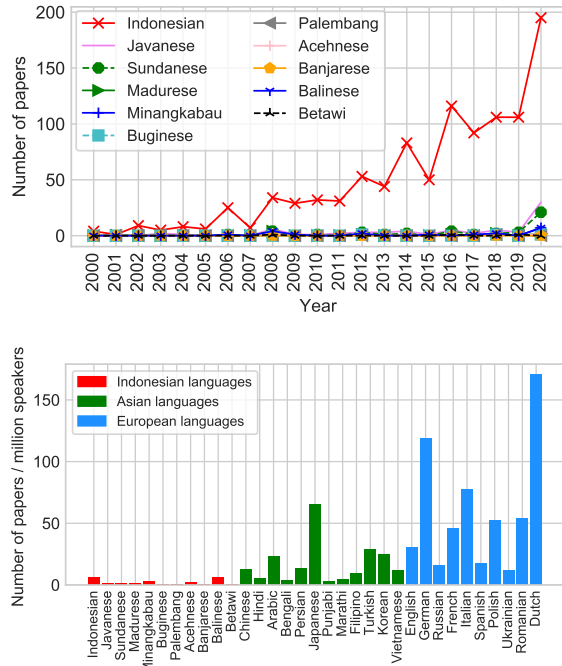 Number of papers
200
150
100
50
0
Indonesian
Javanese
Sundanese
Madurese
Minangkabau
Buginese
Palembang
Acehnese
Banjarese
Balinese
Betawi
2000
2001
2002
2003
2004
2005
2006
2007
2008
2009
2010
2011
2012
2013
2014
2015
2016
2017
2018
2019
2020
Year
Number of papers / million speakers
150
100
50
0
Indonesian languages
Asian languages
European languages
Indonesian
Javanese
Sundanese
Madurese
Minangkabau
Buginese
Palembang
Acehnese
Banjarese
Balinese
Betawi
Chinese
Hindi
Arabic
Bengali
Persian
Japanese
Punjabi
Marathi
Filipino
Turkish
Korean
Vietnamese
English
German
Russian
French
Italian
Spanish
Polish
Ukrainian
Romanian
Dutch